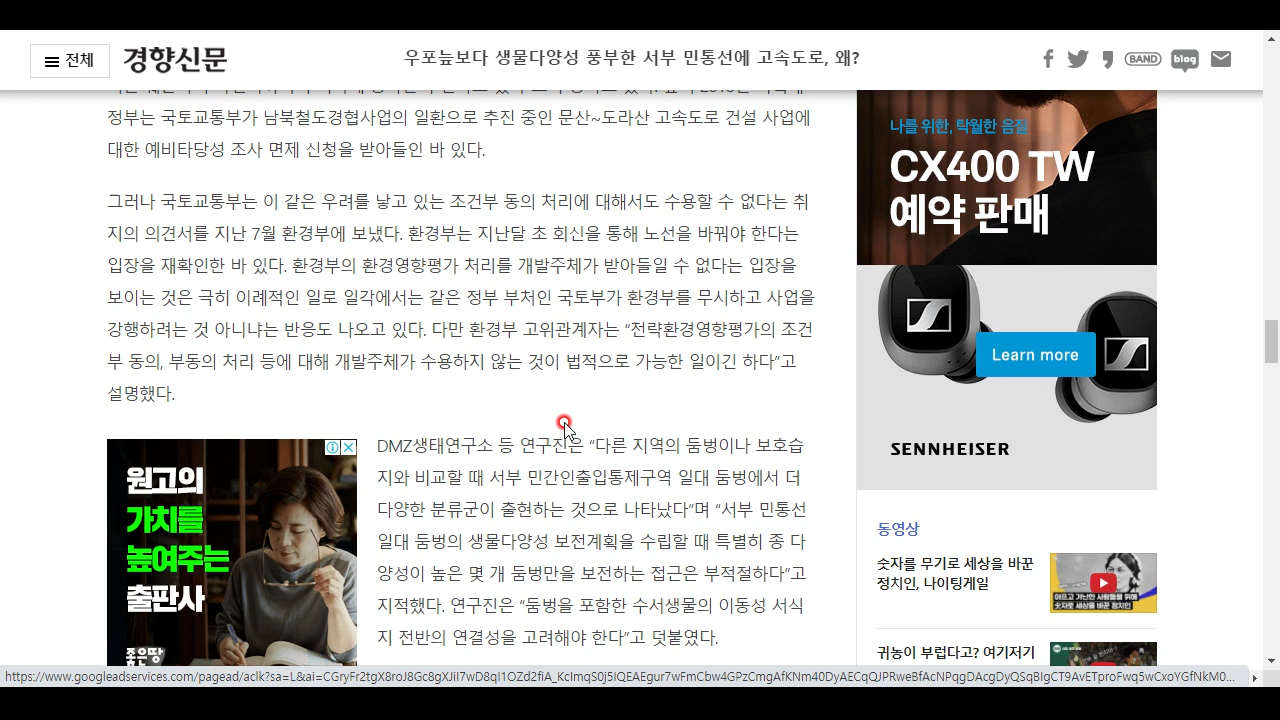 전체
경향신문
우포늪보다 생물다양성 풍부한 서부 민통선에 고속도로, 왜?
BAND
blog
정부는 국토교통부가 남북철도경협사업의 일환으로 추진 중인 문산~도라산 고속도로 건설 사업에
대한 예비타당성 조사 면제 신청을 받아들인 바 있다.
그러나 국토교통부는 이 같은 우려를 낳고 있는 조건부 동의 처리에 대해서도 수용할 수 없다는 취
지의 의견서를 지난 7월 환경부에 보냈다. 환경부는 지난달 초 회신을 통해 노선을 바꿔야 한다는
입장을 재확인한 바 있다. 환경부의 환경영향평가 처리를 개발주체가 받아들일 수 없다는 입장을
보이는 것은 극히 이례적인 일로 일각에서는 같은 정부 부처인 국토부가 환경부를 무시하고 사업을
강행하려는 것 아니냐는 반응도 나오고 있다. 다만 환경부 고위관계자는 “전략환경영향평가의 조건
부 동의, 부동의 처리 등에 대해 개발주체가 수용하지 않는 것이 법적으로 가능한 일이긴 하다”고
설명했다.
원고의
가치를
높여주는
출판사
좋은땅
DMZ생태연구소 등 연구진은 “다른 지역의 둠벙이나 보호습
지와 비교할 때 서부 민간인출입통제구역 일대 둠벙에서 더
다양한 분류군이 출현하는 것으로 나타났다”며 “서부 민통선
일대 둠벙의 생물다양성 보전계획을 수립할 때 특별히 종 다
양성이 높은 몇 개 둠벙만을 보전하는 접근은 부적절하다”고
지적했다. 연구진은 “둠벙을 포함한 수서생물의 이동성 서식
지 전반의 연결성을 고려해야 한다”고 덧붙였다.
나를 위한, 탁월한 음질
CX400 TW
예약 판매
Learn more
SENNHEISER
동영상
숫자를 무기로 세상을 바꾼
정치인, 나이팅게일
아프고 가난한 사람들을 위해
숫자로 세상을 바꾼 정치인
귀농이 부럽다고? 여기저기